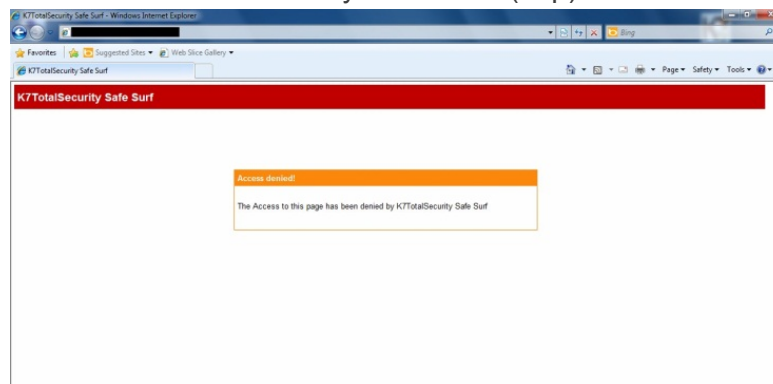 K7TotalSecurity Safe Surf - Windows Internet Explorer
Bing
Favorites Suggested Sites Web Slice Gallery
K7TotalSecurity Safe Surf Page Safety Tools
K7TotalSecurity Safe Surf
Access denied!
The Access to this page has been denied by K7TotalSecurity Safe Surf